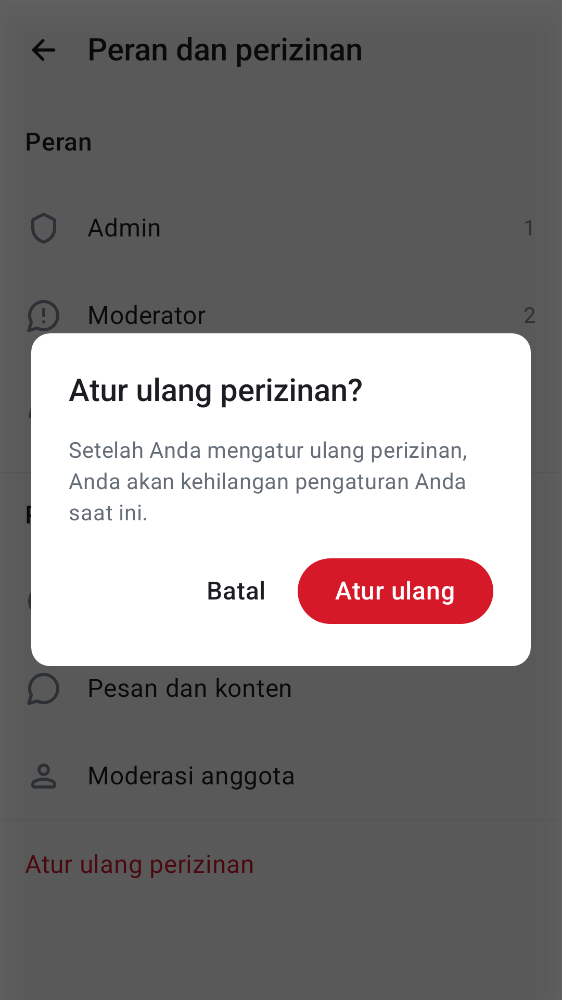 Peran dan perizinan
Peran
Admin
1
Moderator
2
Atur ulang perizinan?
Setelah Anda mengatur ulang perizinan,
Anda akan kehilangan pengaturan Anda
saat ini.
Batal
Atur ulang
Pesan dan konten
Moderasi anggota
Atur ulang perizinan